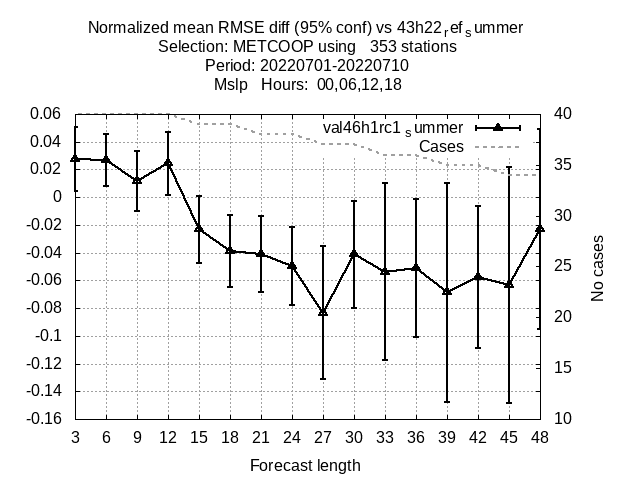 Normalized mean RMSE diff (95% conf) vs 43h22refsummer
Selection: METCOOP using 353 stations
Period: 20220701-20220710
Mslp Hours: 00,06,12,18
val46h1rc1summer
Cases
0.06
0.04
0.02
0
-0.02
-0.04
-0.06
-0.08
-0.1
-0.12
-0.14
-0.16
40
35
30
25
20
15
10
No cases
3 6 9 12 15 18 21 24 27 30 33 36 39 42 45 48
Forecast length